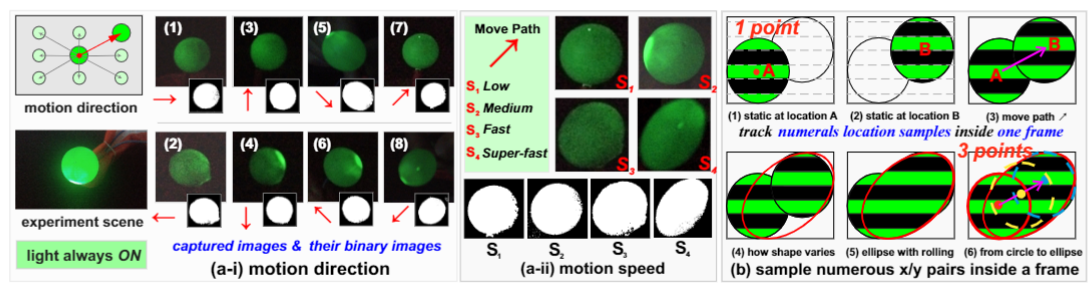 motion direction
experiment scene
light always ON
(1)
(3)
(5)
(7)
(2)
(4)
(6)
(8)
captured images & their binary images
(a-i) motion direction
Move Path
S1 Low
S2 Medium
S3 Fast
S4 Super-fast
S1
S2
S3
S4
S1
S2
S3
S4
(a-ii) motion speed
1 point
A
B
A
B
(1) static at location A
(2) static at location B
(3) move path ↗
track numerals location samples inside one frame
3 points
(4) how shape varies
(5) ellipse with rolling
(6) from circle to ellipse
(b) sample numerous x/y pairs inside a frame